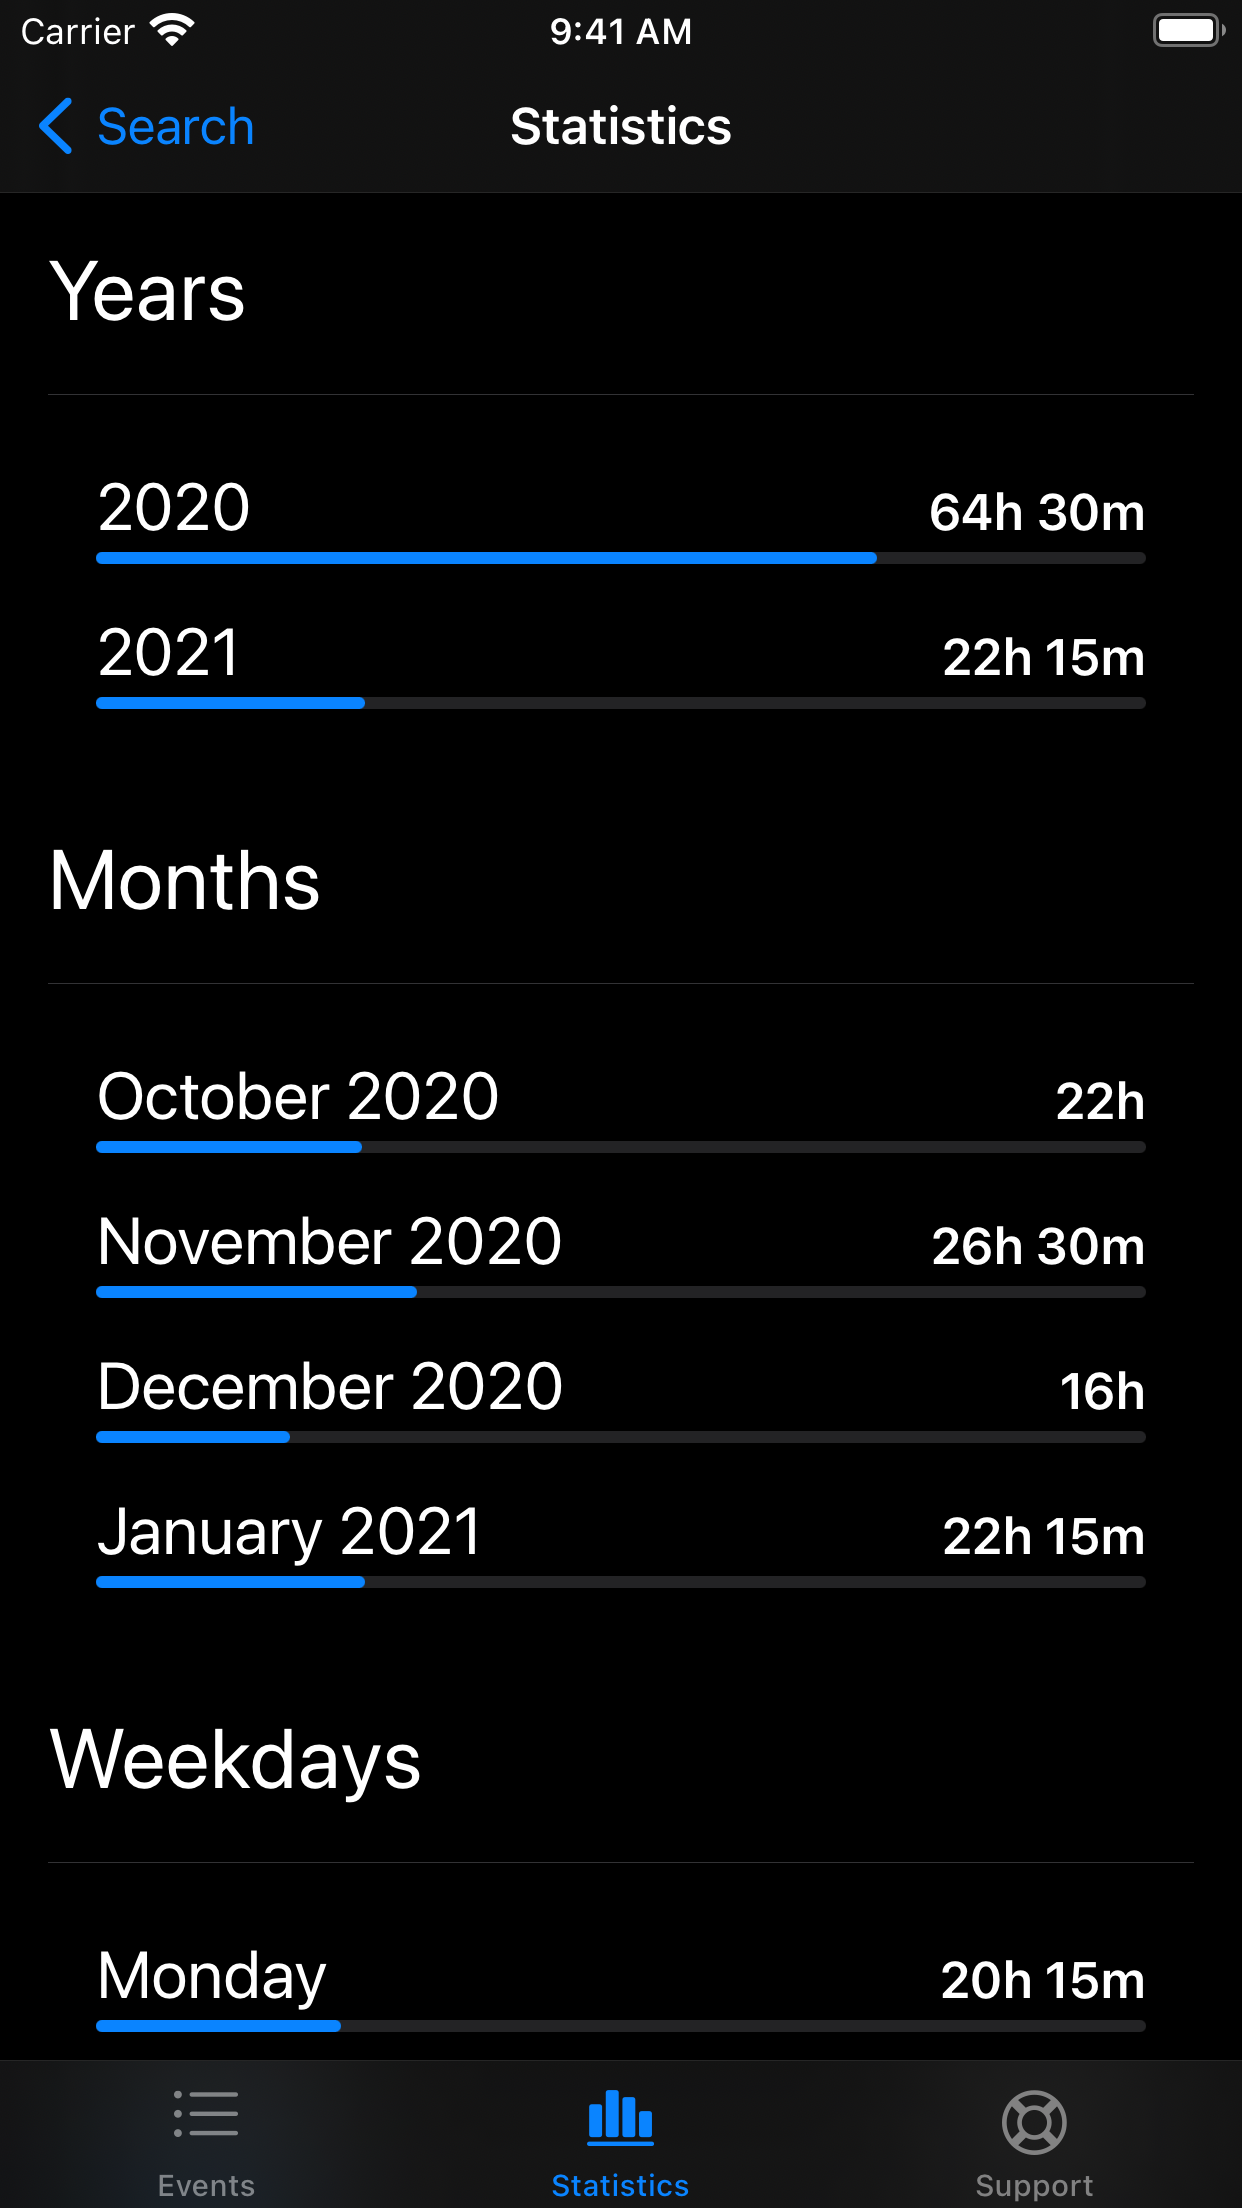 Carrier 9:41 AM
Search Statistics
Years
2020 64h 30m
2021 22h 15m
Months
October 2020 22h
November 2020 26h 30m
December 2020 16h
January 2021 22h 15m
Weekdays
Monday 20h 15m
Events Statistics Support